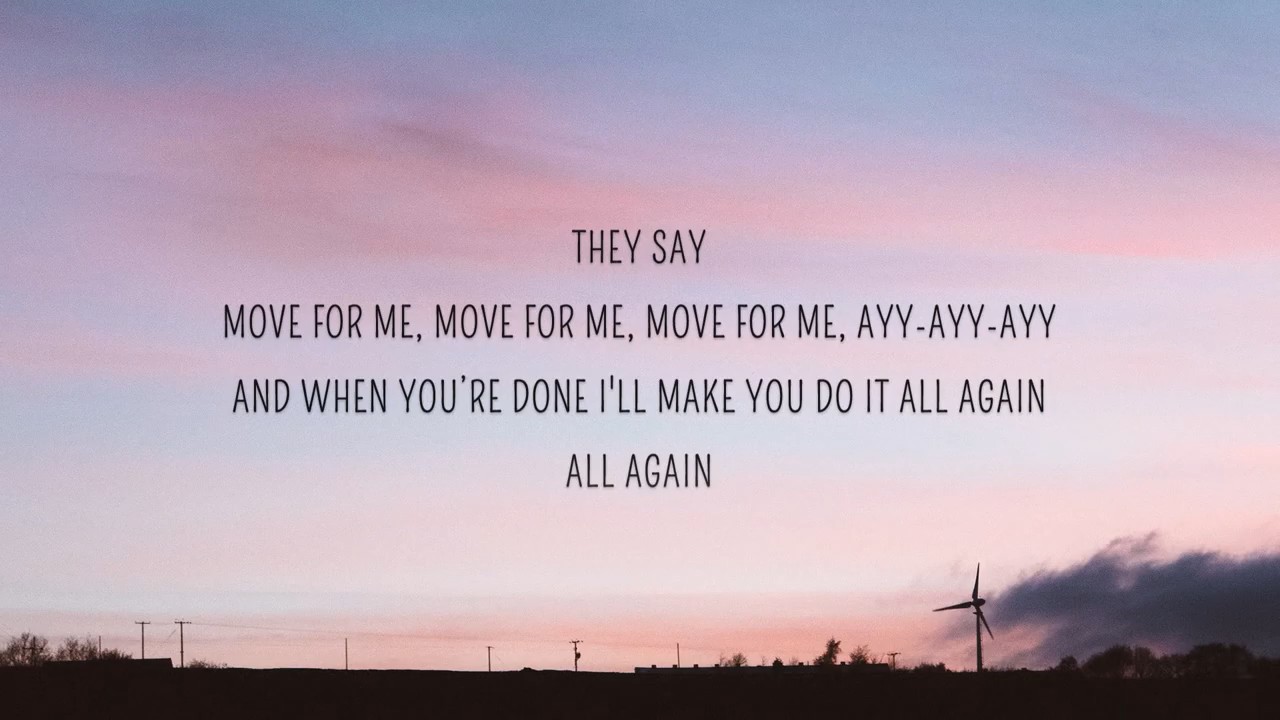 THEY SAY
MOVE FOR ME, MOVE FOR ME, MOVE FOR ME, AYY-AYY-AYY
AND WHEN YOU’RE DONE I'LL MAKE YOU DO IT ALL AGAIN
ALL AGAIN